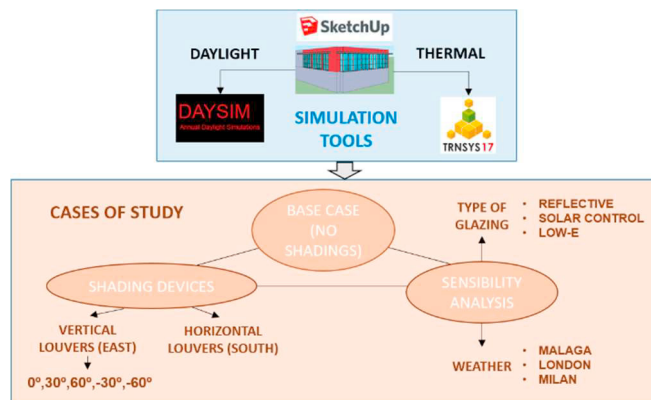 SketchUp
DAYLIGHT
THERMAL
DAYSIM
Annual Daylight Simulations
SIMULATION
TOOLS
TRNSYS 17
CASES OF STUDY
BASE CASE
(NO
SHADINGS)
TYPE OF
GLAZING
• REFLECTIVE
• SOLAR CONTROL
• LOW-E
SHADING DEVICES
SENSIBILITY
ANALYSIS
VERTICAL
LOUVERS (EAST)
HORIZONTAL
LOUVERS (SOUTH)
0º,30º,60º,-30º,-60º
WEATHER
• MALAGA
• LONDON
• MILAN